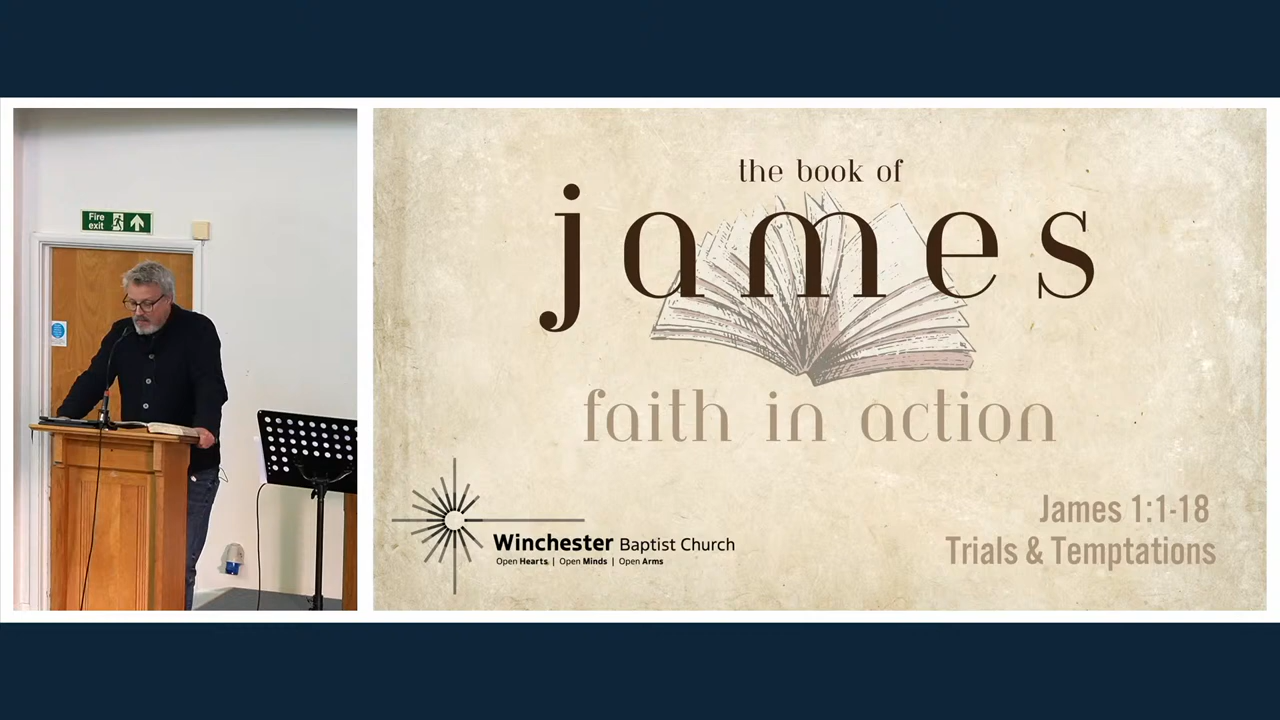 Fire
exit
the book of
james
faith in action
Winchester Baptist Church
Open Hearts | Open Minds | Open Arms
James 1:1-18
Trials & Temptations